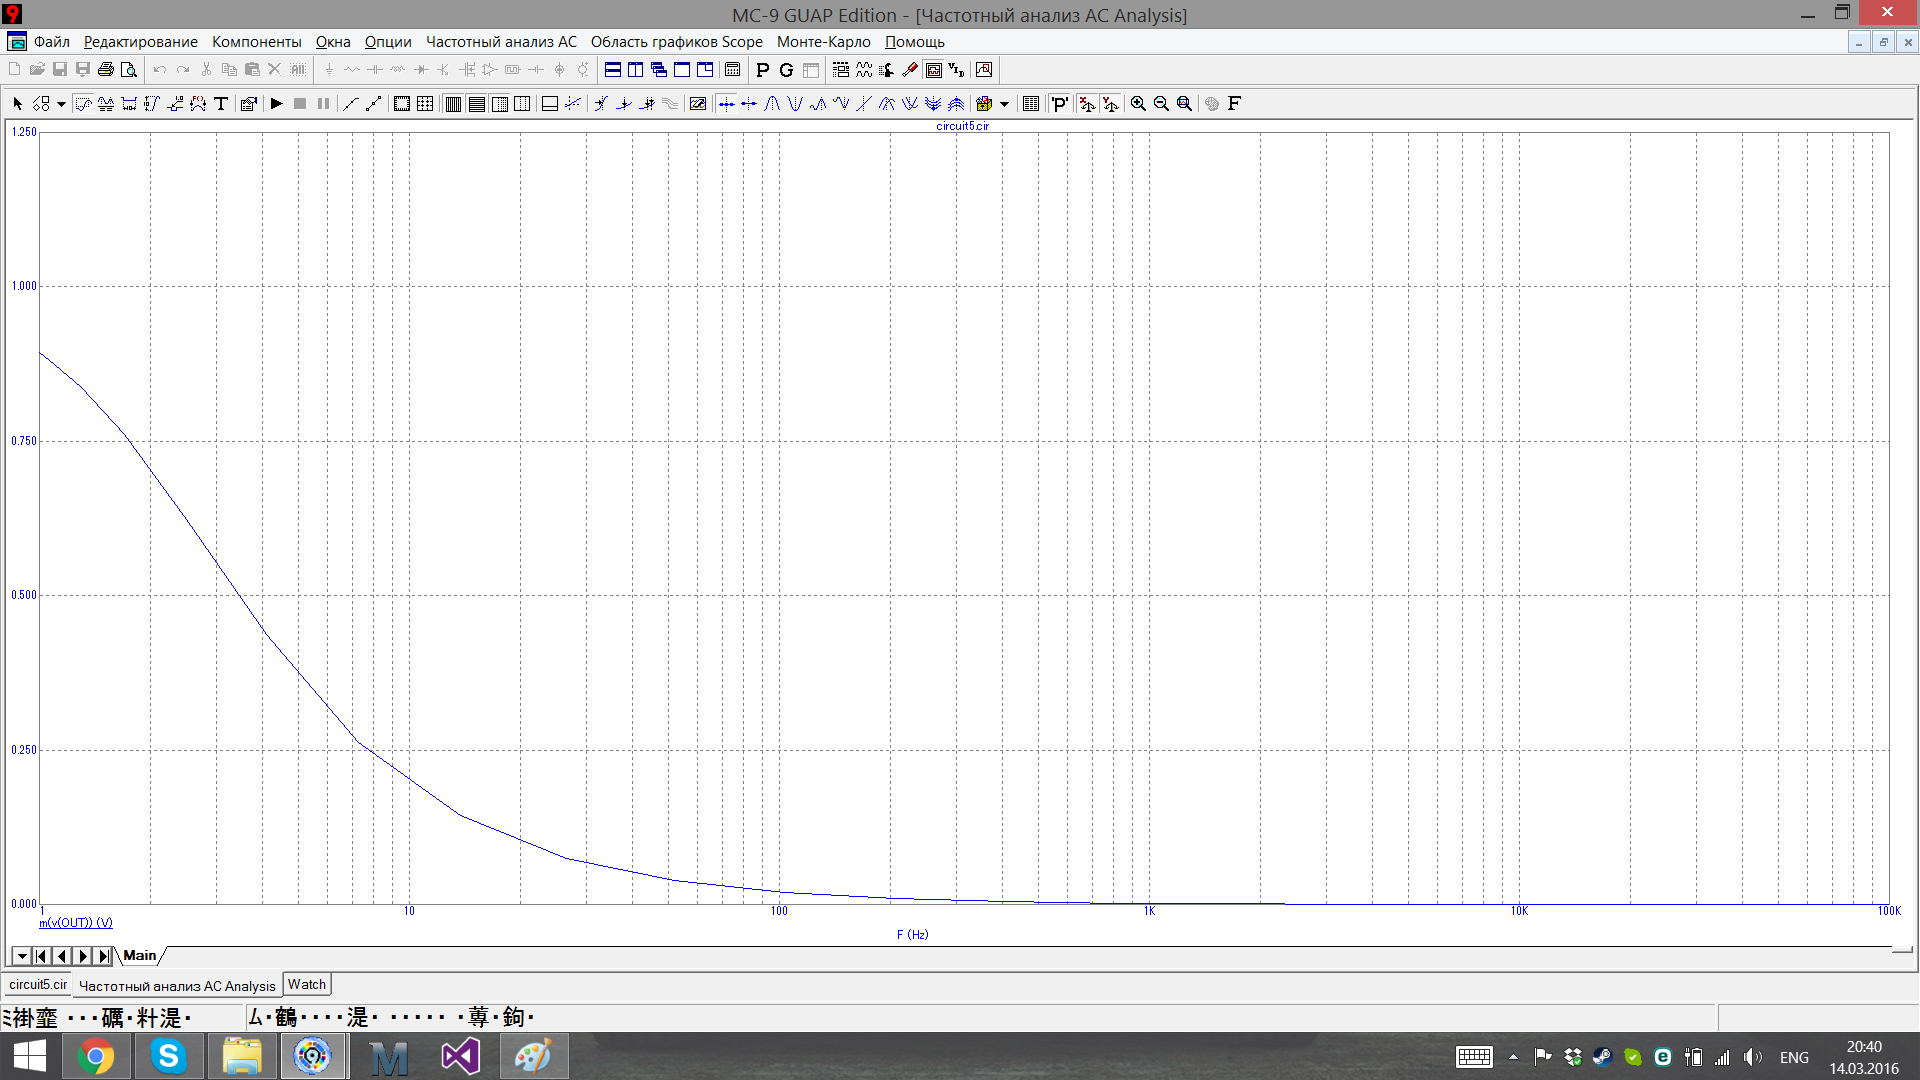 MC-9 GUAP Edition - [Частотный анализ AC Analysis]
Файл Редактирование Компоненты Окна Опции Частотный анализ AC Область графиков Scope Монте-Карло Помощь
circuit5.cir
1.250
1.000
0.750
0.500
0.250
0.000
1 10 100 1K 10K 100K
m(v(OUT)) (V)
F (Hz)
Main
circuit5.cir Частотный анализ AC Analysis Watch
ENG
20:40
14.03.2016